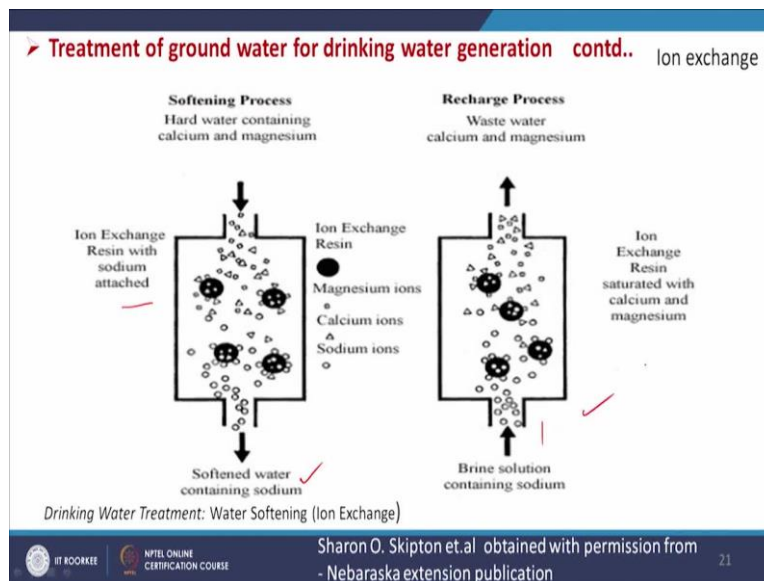 ➢ Treatment of ground water for drinking water generation contd..
Ion exchange
Softening Process
Hard water containing
calcium and magnesium
Recharge Process
Waste water
calcium and magnesium
Ion Exchange
Resin with
sodium
attached
Ion Exchange
Resin
Magnesium ions
Calcium ions
Sodium ions
Ion
Exchange
Resin
saturated with
calcium and
magnesium
Softened water
containing sodium
Brine solution
containing sodium
Drinking Water Treatment: Water Softening (Ion Exchange)
IIT ROORKEE
NPTEL ONLINE
CERTIFICATION COURSE
Sharon O. Skipton et.al obtained with permission from
- Nebaraska extension publication
21